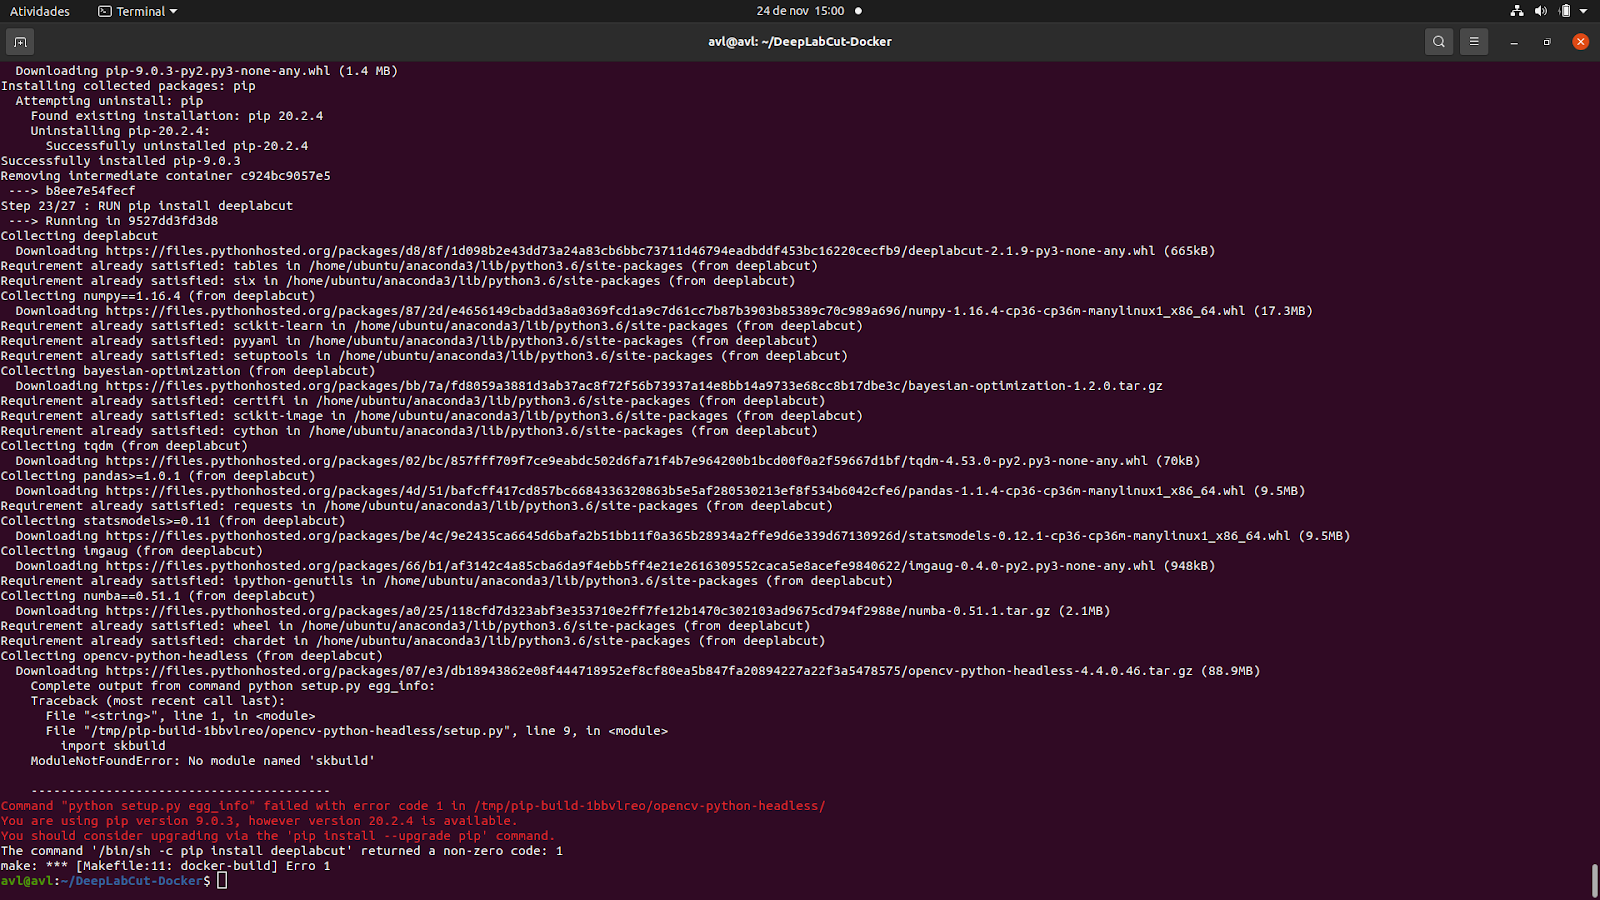 Atividades
Terminal
24 de nov 15:00
avl@avl: ~/DeepLabCut-Docker
Downloading pip-9.0.3-py2.py3-none-any.whl (1.4 MB)
Installing collected packages: pip
Attempting uninstall: pip
Found existing installation: pip 20.2.4
Uninstalling pip-20.2.4:
Successfully uninstalled pip-20.2.4
Successfully installed pip-9.0.3
Removing intermediate container c924bc9057e5
---> b8ee7e54fecf
Step 23/27 : RUN pip install deeplabcut
---> Running in 9527dd3fd3d8
Collecting deeplabcut
Downloading https://files.pythonhosted.org/packages/d8/8f/1d098b2e43dd73a24a83cb6bbc73711d46794eadbddf453bc16220cecfb9/deeplabcut-2.1.9-py3-none-any.whl (665kB)
Requirement already satisfied: tables in /home/ubuntu/anaconda3/lib/python3.6/site-packages (from deeplabcut)
Requirement already satisfied: six in /home/ubuntu/anaconda3/lib/python3.6/site-packages (from deeplabcut)
Collecting numpy==1.16.4 (from deeplabcut)
Downloading https://files.pythonhosted.org/packages/87/2d/e4656149cbadd3a8a0369fcd1a9c7d61cc7b87b3903b85389c70c989a696/numpy-1.16.4-cp36-cp36m-manylinux1_x86_64.whl (17.3MB)
Requirement already satisfied: scikit-learn in /home/ubuntu/anaconda3/lib/python3.6/site-packages (from deeplabcut)
Requirement already satisfied: pyyaml in /home/ubuntu/anaconda3/lib/python3.6/site-packages (from deeplabcut)
Requirement already satisfied: setuptools in /home/ubuntu/anaconda3/lib/python3.6/site-packages (from deeplabcut)
Collecting bayesian-optimization (from deeplabcut)
Downloading https://files.pythonhosted.org/packages/bb/7a/fd8059a3881d3ab37ac8f72f56b73937a14e8bb14a9733e68cc8b17dbe3c/bayesian-optimization-1.2.0.tar.gz
Requirement already satisfied: certifi in /home/ubuntu/anaconda3/lib/python3.6/site-packages (from deeplabcut)
Requirement already satisfied: scikit-image in /home/ubuntu/anaconda3/lib/python3.6/site-packages (from deeplabcut)
Requirement already satisfied: cython in /home/ubuntu/anaconda3/lib/python3.6/site-packages (from deeplabcut)
Collecting tqdm (from deeplabcut)
Downloading https://files.pythonhosted.org/packages/02/bc/857fff709f7ce9eabdc502d6fa71f4b7e964200b1bcd00f0a2f59667d1bf/tqdm-4.53.0-py2.py3-none-any.whl (70kB)
Collecting pandas>=1.0.1 (from deeplabcut)
Downloading https://files.pythonhosted.org/packages/4d/51/bafcff417cd857bc6684336320863b5e5af280530213ef8f534b6042cfe6/pandas-1.1.4-cp36-cp36m-manylinux1_x86_64.whl (9.5MB)
Requirement already satisfied: requests in /home/ubuntu/anaconda3/lib/python3.6/site-packages (from deeplabcut)
Collecting statsmodels>=0.11 (from deeplabcut)
Downloading https://files.pythonhosted.org/packages/be/4c/9e2435ca6645d6bafa2b51bb11f0a365b28934a2ffe9d6e339d67130926d/statsmodels-0.12.1-cp36-cp36m-manylinux1_x86_64.whl (9.5MB)
Collecting imgaug (from deeplabcut)
Downloading https://files.pythonhosted.org/packages/66/b1/af3142c4a85cba6da9f4ebb5ff4e21e2616309552caca5e8acefe9840622/imgaug-0.4.0-py2.py3-none-any.whl (948kB)
Requirement already satisfied: ipython-genutils in /home/ubuntu/anaconda3/lib/python3.6/site-packages (from deeplabcut)
Collecting numba==0.51.1 (from deeplabcut)
Downloading https://files.pythonhosted.org/packages/a0/25/118cfd7d323abf3e353710e2ff7fe12b1470c302103ad9675cd794f2988e/numba-0.51.1.tar.gz (2.1MB)
Requirement already satisfied: wheel in /home/ubuntu/anaconda3/lib/python3.6/site-packages (from deeplabcut)
Requirement already satisfied: chardet in /home/ubuntu/anaconda3/lib/python3.6/site-packages (from deeplabcut)
Collecting opencv-python-headless (from deeplabcut)
Downloading https://files.pythonhosted.org/packages/07/e3/db18943862e08f444718952ef8cf80ea5b847fa20894227a22f3a5478575/opencv-python-headless-4.4.0.46.tar.gz (88.9MB)
Complete output from command python setup.py egg_info:
Traceback (most recent call last):
File "<string>", line 1, in <module>
File "/tmp/pip-build-1bbvlreo/opencv-python-headless/setup.py", line 9, in <module>
import skbuild
ModuleNotFoundError: No module named 'skbuild'
----------------------------------------
Command "python setup.py egg_info" failed with error code 1 in /tmp/pip-build-1bbvlreo/opencv-python-headless/
You are using pip version 9.0.3, however version 20.2.4 is available.
You should consider upgrading via the 'pip install --upgrade pip' command.
The command '/bin/sh -c pip install deeplabcut' returned a non-zero code: 1
make: *** [Makefile:11: docker-build] Erro 1
avl@avl:~/DeepLabCut-Docker$